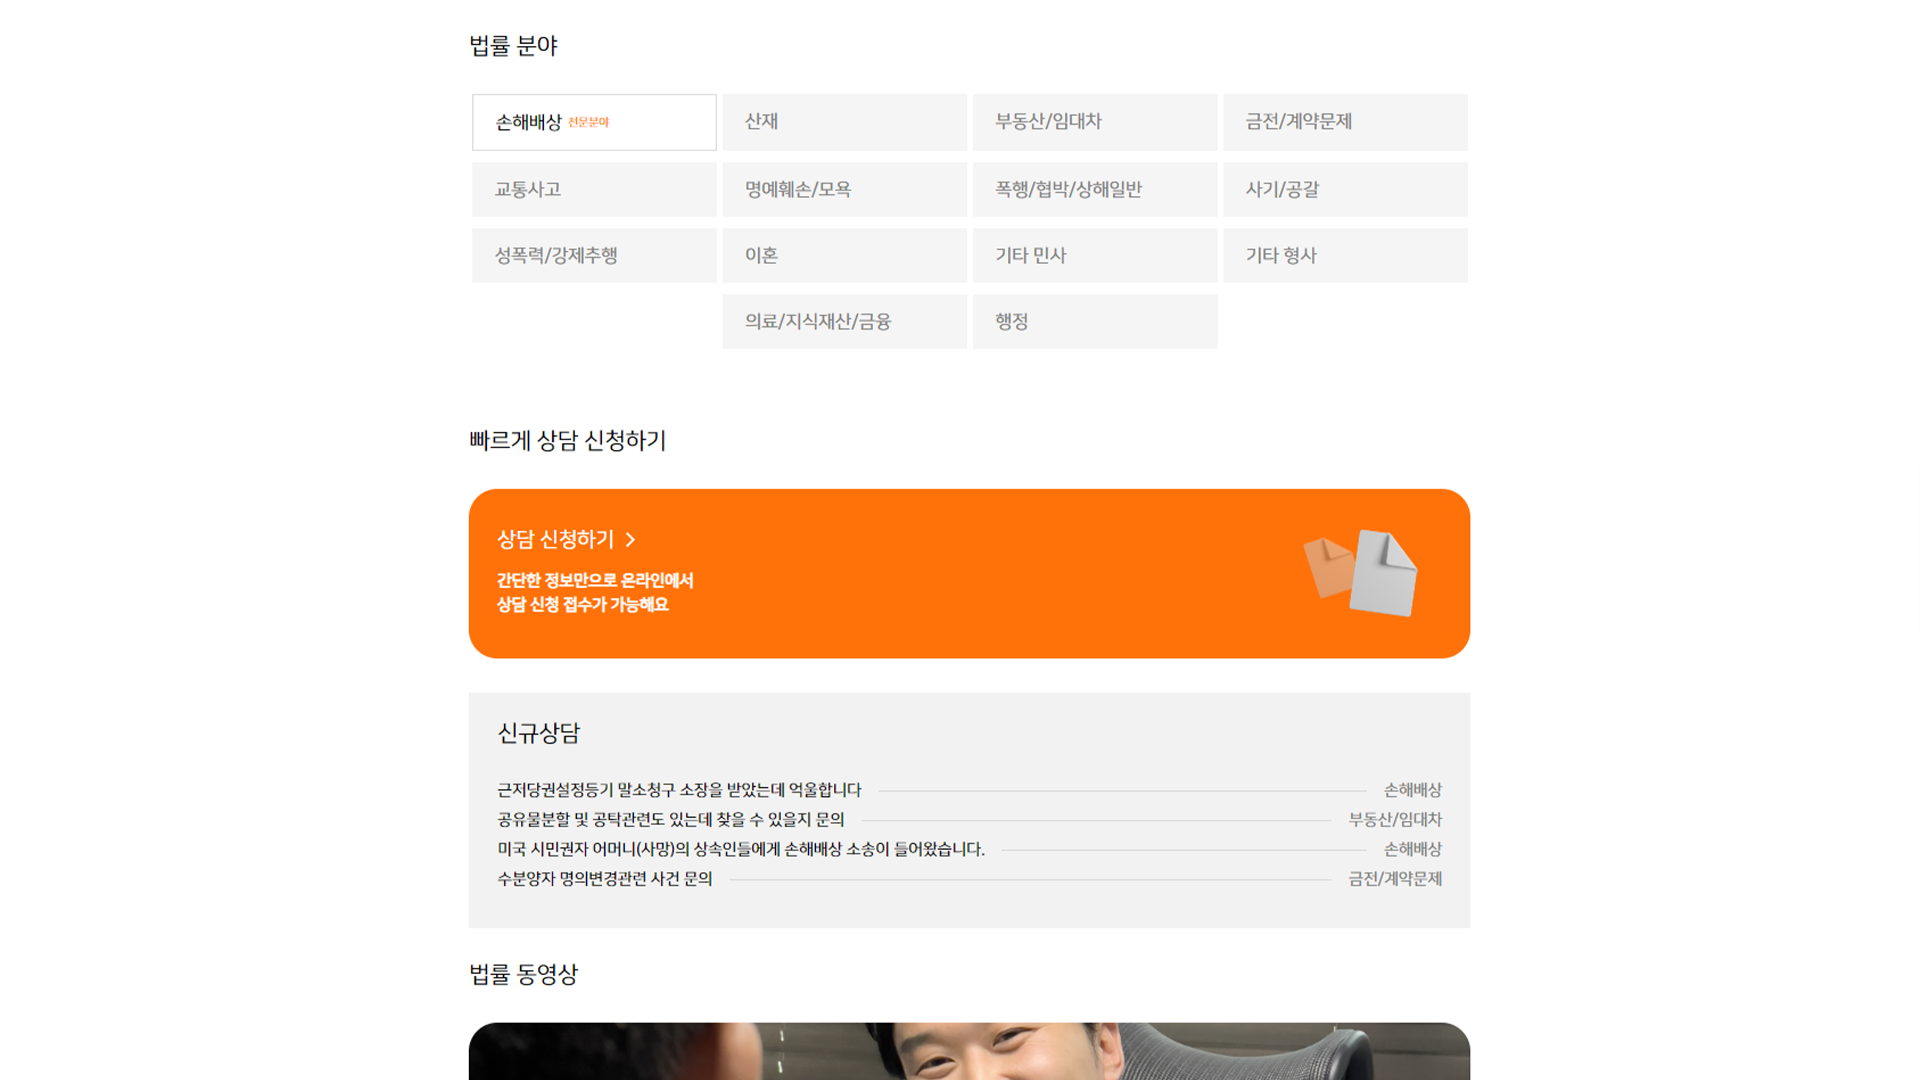 법률 분야
손해배상 전문분야
산재
부동산/임대차
금전/계약문제
교통사고
명예훼손/모욕
폭행/협박/상해일반
사기/공갈
성폭력/강제추행
이혼
기타 민사
기타 형사
의료/지식재산/금융
행정
빠르게 상담 신청하기
상담 신청하기
간단한 정보만으로 온라인에서
상담 신청 접수가 가능해요
신규상담
근저당권설정등기 말소청구 소장을 받았는데 억울합니다 손해배상
공유물분할 및 공탁관련도 있는데 찾을 수 있을지 문의 부동산/임대차
미국 시민권자 어머니(사망)의 상속인들에게 손해배상 소송이 들어왔습니다. 손해배상
수분양자 명의변경관련 사건 문의 금전/계약문제
법률 동영상